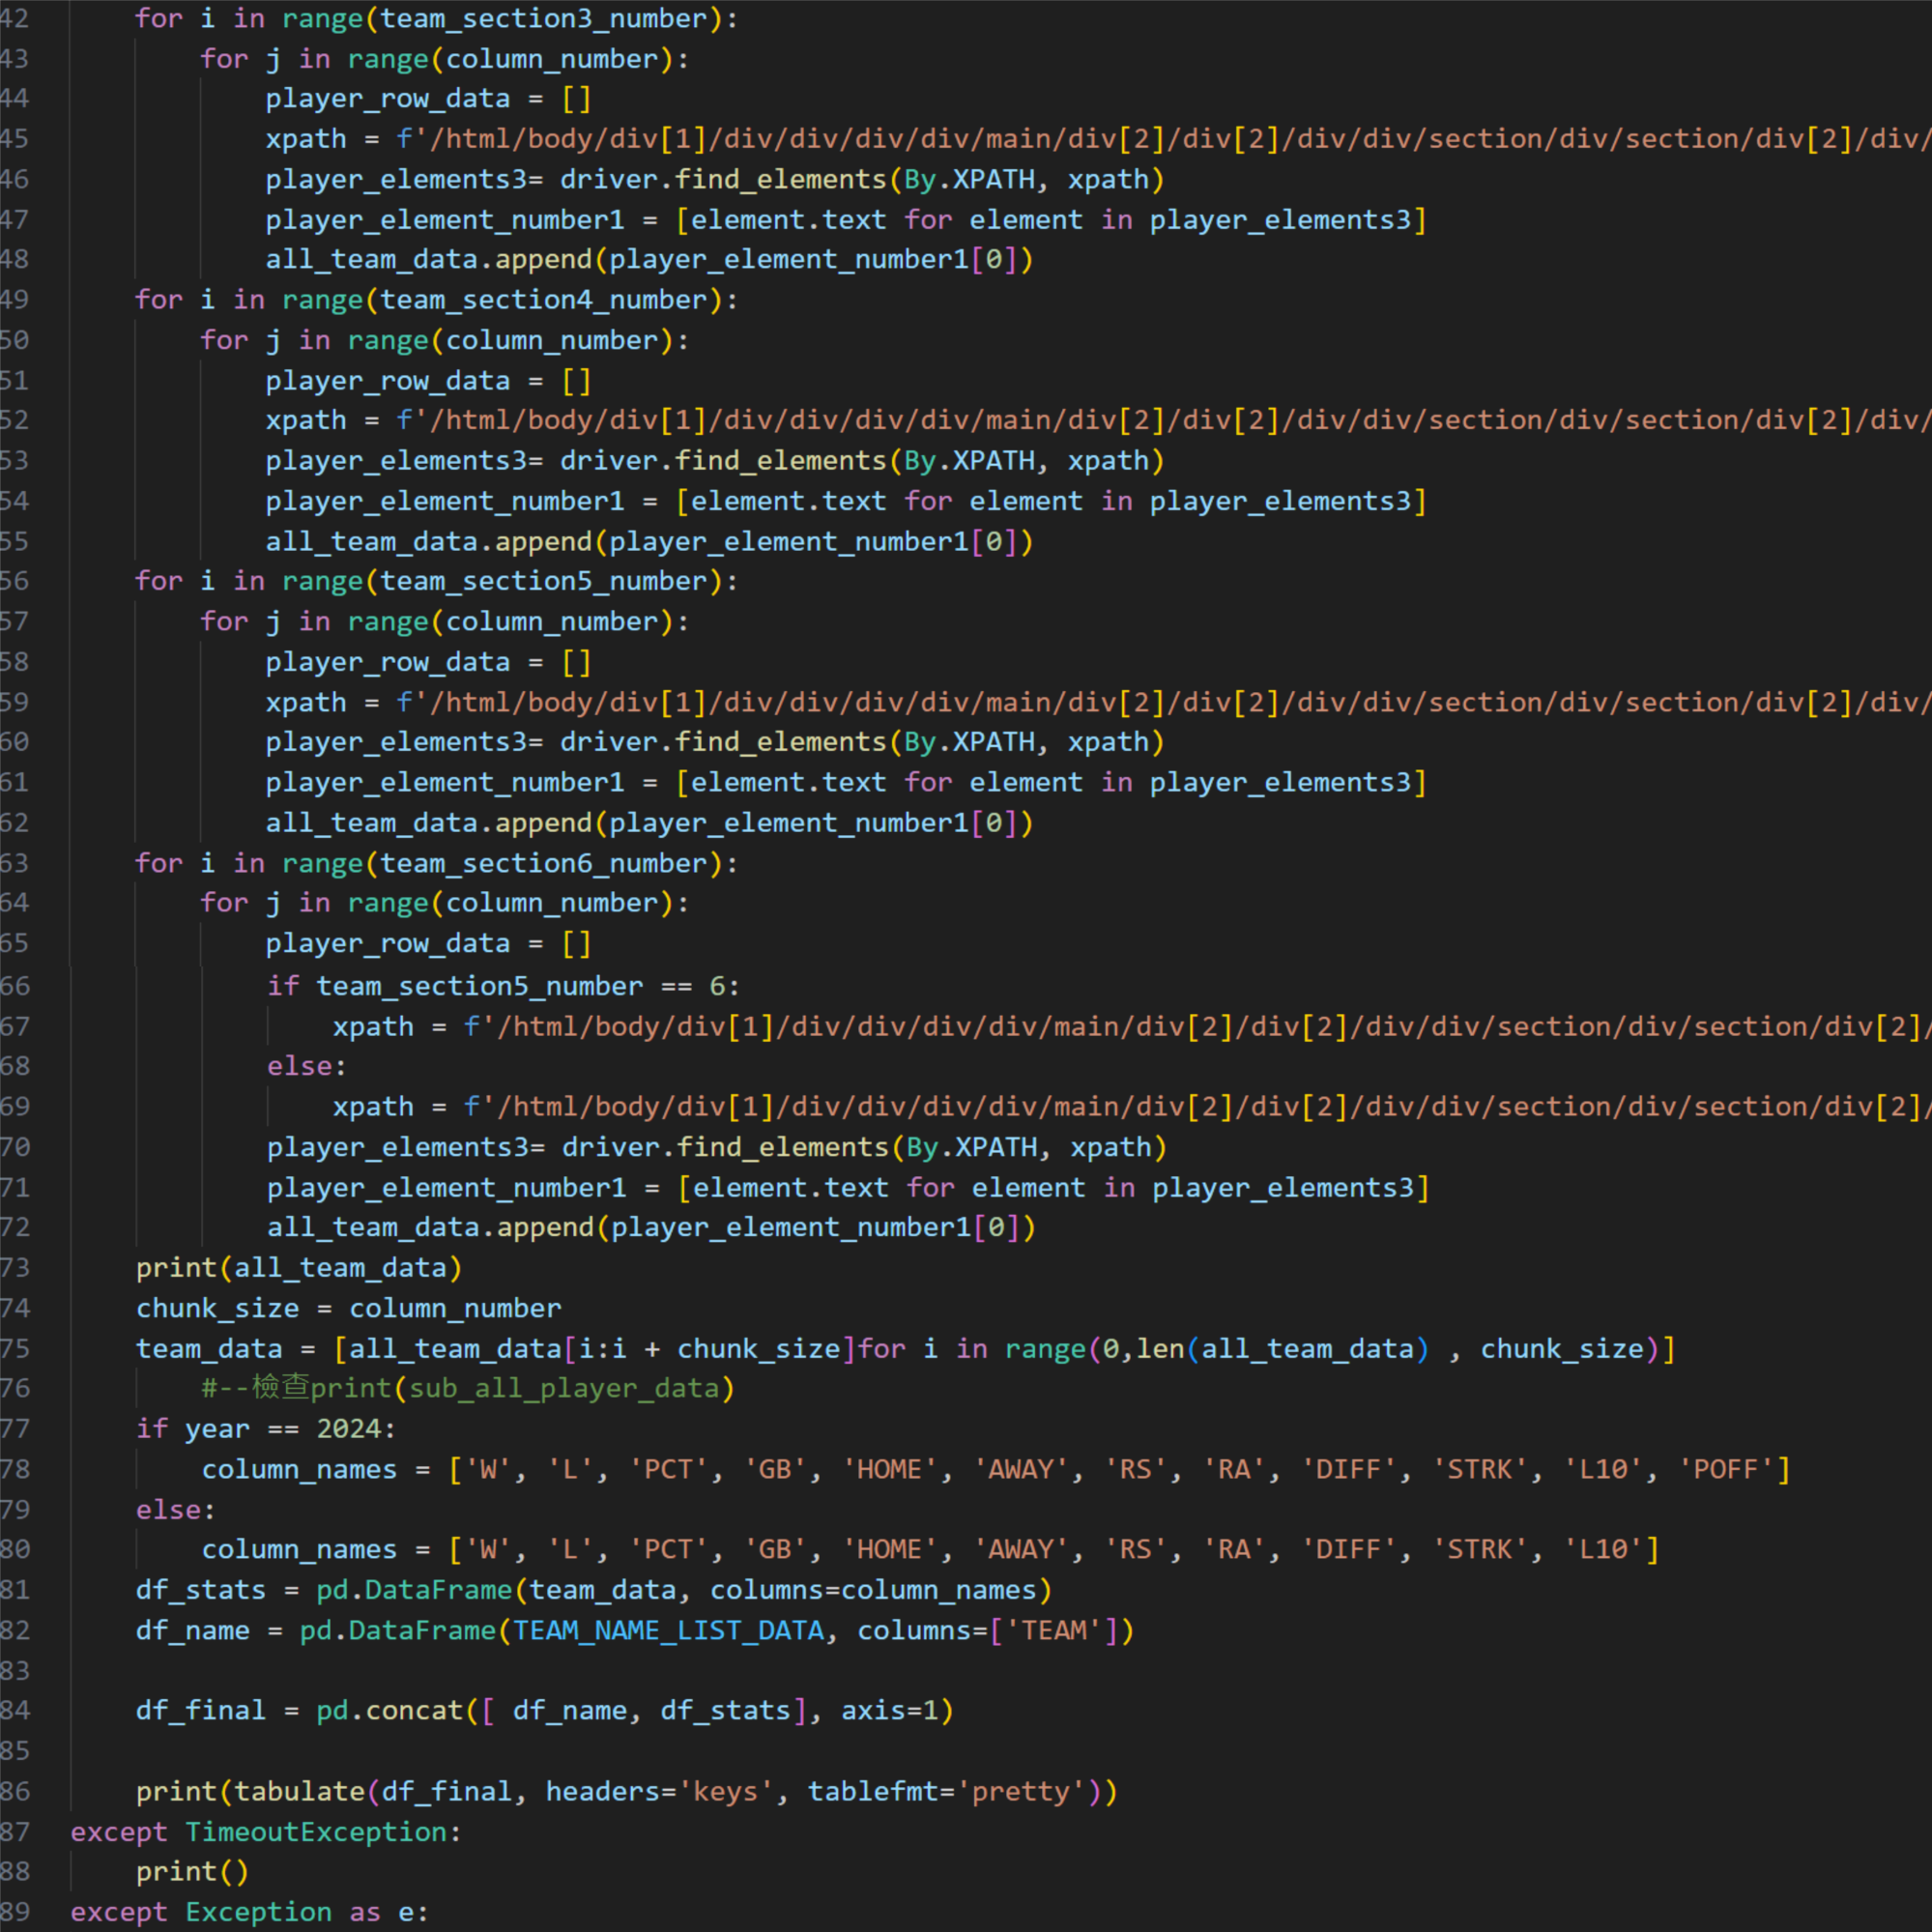 42 for i in range(team_section3_number):
43 for j in range(column_number):
44 player_row_data = []
45 xpath = f'/html/body/div[1]/div/div/div/div/main/div[2]/div[2]/div/div/section/div/section/div[2]/div/
46 player_elements3= driver.find_elements(By.XPATH, xpath)
47 player_element_number1 = [element.text for element in player_elements3]
48 all_team_data.append(player_element_number1[0])
49 for i in range(team_section4_number):
50 for j in range(column_number):
51 player_row_data = []
52 xpath = f'/html/body/div[1]/div/div/div/div/main/div[2]/div[2]/div/div/section/div/section/div[2]/div/
53 player_elements3= driver.find_elements(By.XPATH, xpath)
54 player_element_number1 = [element.text for element in player_elements3]
55 all_team_data.append(player_element_number1[0])
56 for i in range(team_section5_number):
57 for j in range(column_number):
58 player_row_data = []
59 xpath = f'/html/body/div[1]/div/div/div/div/main/div[2]/div[2]/div/div/section/div/section/div[2]/div/
60 player_elements3= driver.find_elements(By.XPATH, xpath)
61 player_element_number1 = [element.text for element in player_elements3]
62 all_team_data.append(player_element_number1[0])
63 for i in range(team_section6_number):
64 for j in range(column_number):
65 player_row_data = []
66 if team_section5_number == 6:
67 xpath = f'/html/body/div[1]/div/div/div/div/main/div[2]/div[2]/div/div/section/div/section/div[2]/
68 else:
69 xpath = f'/html/body/div[1]/div/div/div/div/main/div[2]/div[2]/div/div/section/div/section/div[2]/
70 player_elements3= driver.find_elements(By.XPATH, xpath)
71 player_element_number1 = [element.text for element in player_elements3]
72 all_team_data.append(player_element_number1[0])
73 print(all_team_data)
74 chunk_size = column_number
75 team_data = [all_team_data[i:i + chunk_size]for i in range(0,len(all_team_data) , chunk_size)]
76 #--檢查print(sub_all_player_data)
77 if year == 2024:
78 column_names = ['W', 'L', 'PCT', 'GB', 'HOME', 'AWAY', 'RS', 'RA', 'DIFF', 'STRK', 'L10', 'POFF']
79 else:
80 column_names = ['W', 'L', 'PCT', 'GB', 'HOME', 'AWAY', 'RS', 'RA', 'DIFF', 'STRK', 'L10']
81 df_stats = pd.DataFrame(team_data, columns=column_names)
82 df_name = pd.DataFrame(TEAM_NAME_LIST_DATA, columns=['TEAM'])
83
84 df_final = pd.concat([ df_name, df_stats], axis=1)
85
86 print(tabulate(df_final, headers='keys', tablefmt='pretty'))
87 except TimeoutException:
88 print()
89 except Exception as e: